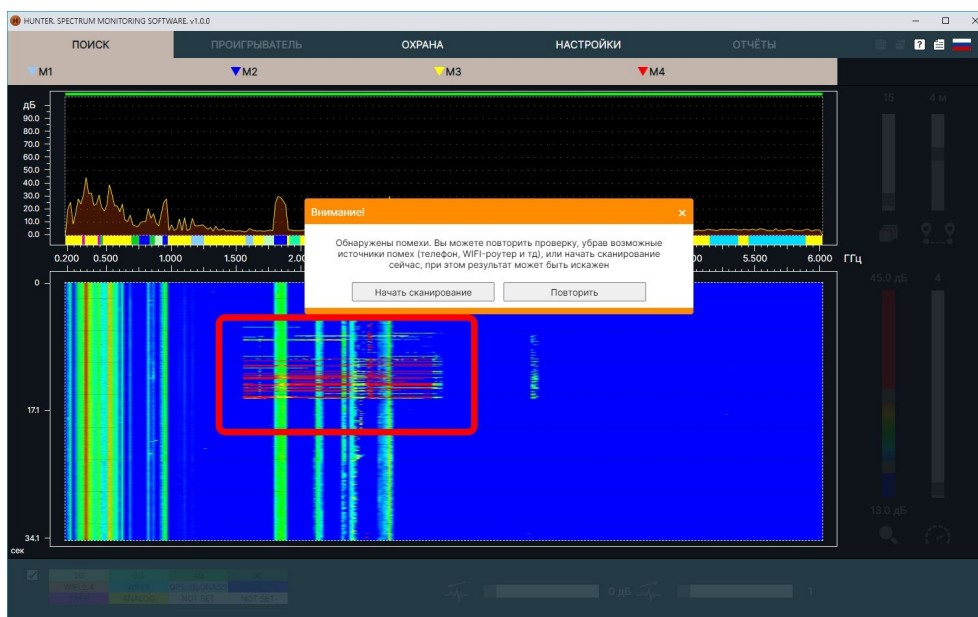 HUNTER. SPECTRUM MONITORING SOFTWARE. v1.0.0
ПОИСК ПРОИГРЫВАТЕЛЬ ОХРАНА НАСТРОЙКИ ОТЧЁТЫ
M1 M2 M3 M4
дБ
15 4 м
90.0
80.0
70.0
60.0
50.0
40.0
30.0
20.0
10.0
0.0
Внимание!
Обнаружены помехи. Вы можете повторить проверку, убрав возможные
источники помех (телефон, WIFI-роутер и тд), или начать сканирование
сейчас, при этом результат может быть искажен
Начать сканирование Повторить
0.200 0.500 1.000 1.500 5.500 6.000 ГГц
45.0 дБ 4
0
17.1
34.1
13.0 дБ
сек
NOT SET NOT SET
0 дБ 1